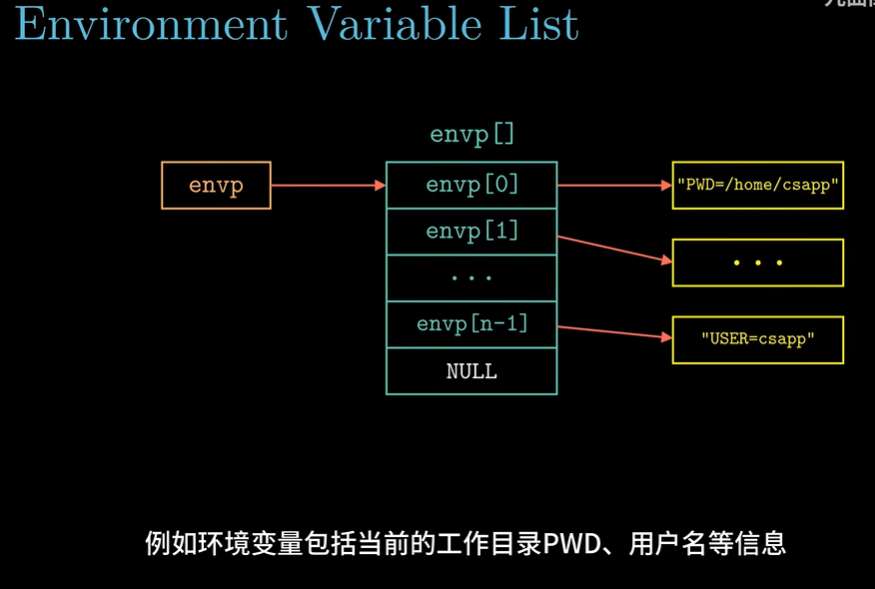 Environment Variable List
envp[]
envp
envp[0]
"PWD=/home/csapp"
envp[1]
...
...
envp[n-1]
"USER=csapp"
NULL
例如环境变量包括当前的工作目录PWD、用户名等信息